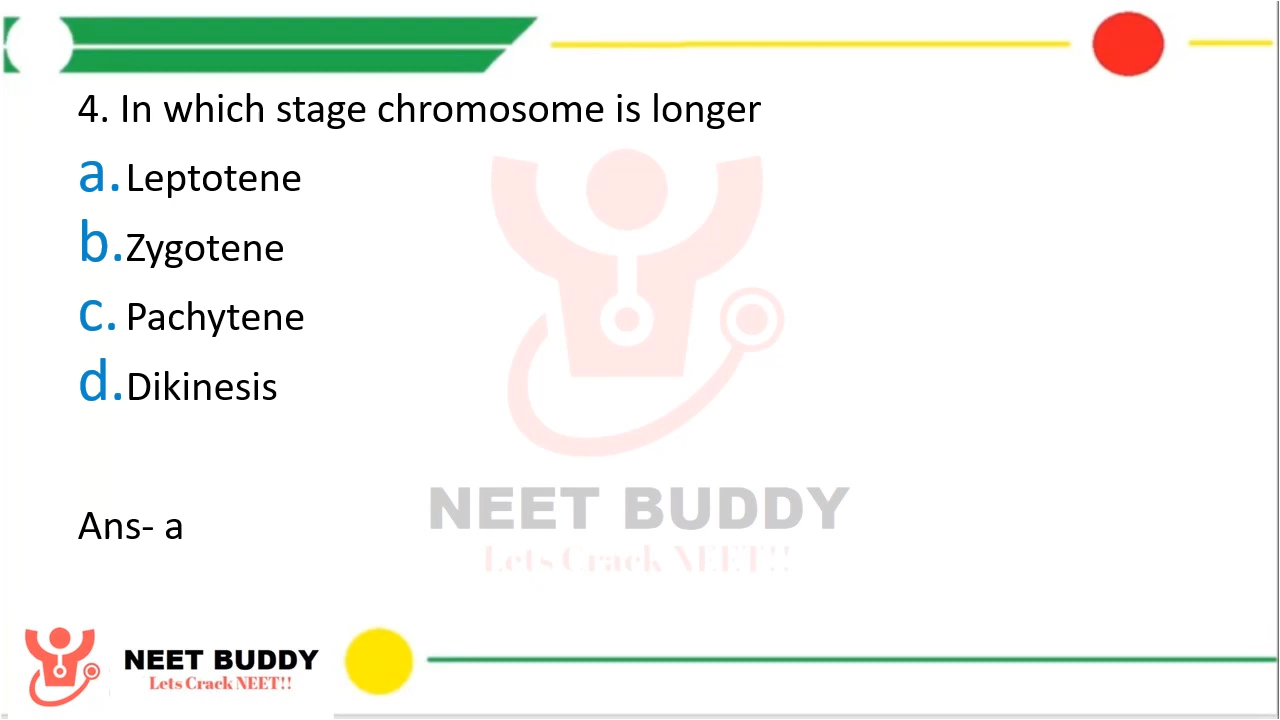 4. In which stage chromosome is longer
a. Leptotene
b. Zygotene
c. Pachytene
d. Dikinesis
NEET BUDDY
Lets Crack NEET!!
Ans- a
NEET BUDDY
Lets Crack NEET!!